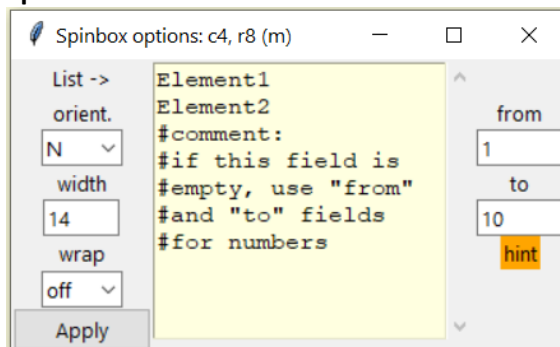 Spinbox options: c4, r8 (m)
List ->
orient.
N
width
14
wrap
off
Apply
Element1
Element2
#comment:
#if this field is
#empty, use "from"
#and "to" fields
#for numbers
from
1
to
10
hint